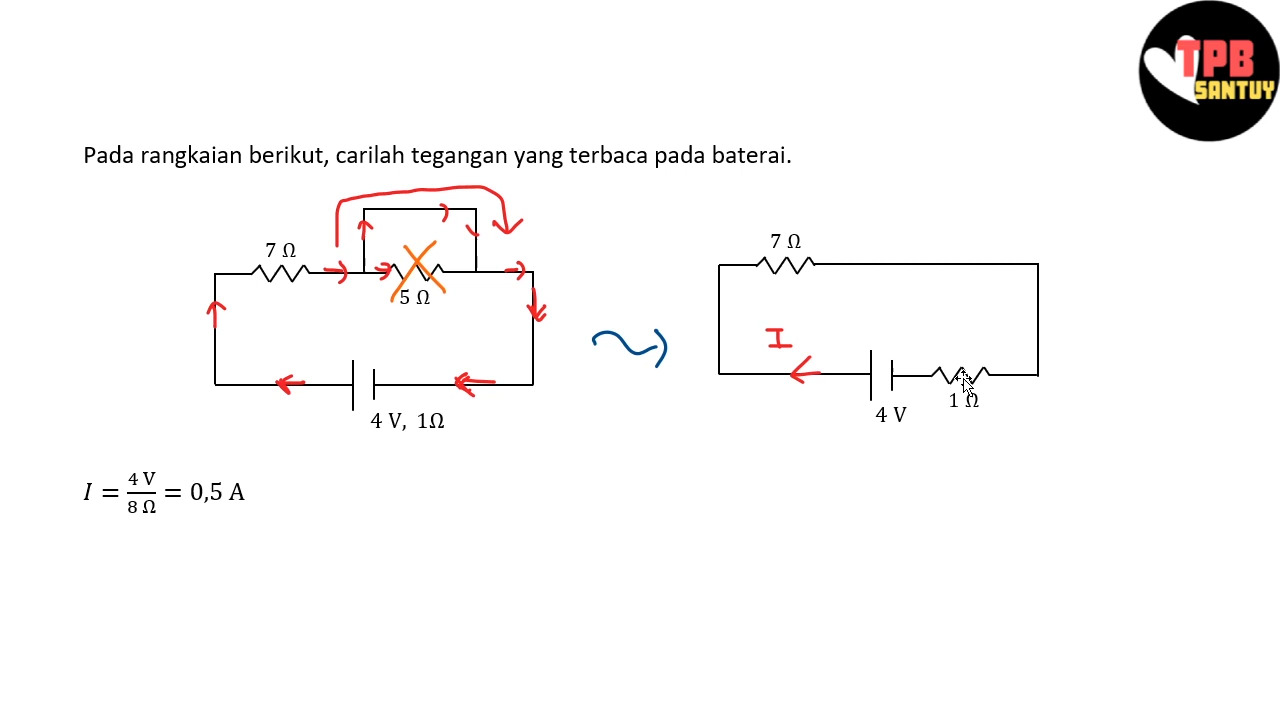 TPB
SANTUY
Pada rangkaian berikut, carilah tegangan yang terbaca pada baterai.
7 Ω
5 Ω
4 V, 1Ω
7 Ω
I
4 V
1 Ω
I = 4 V / 8 Ω = 0,5 A